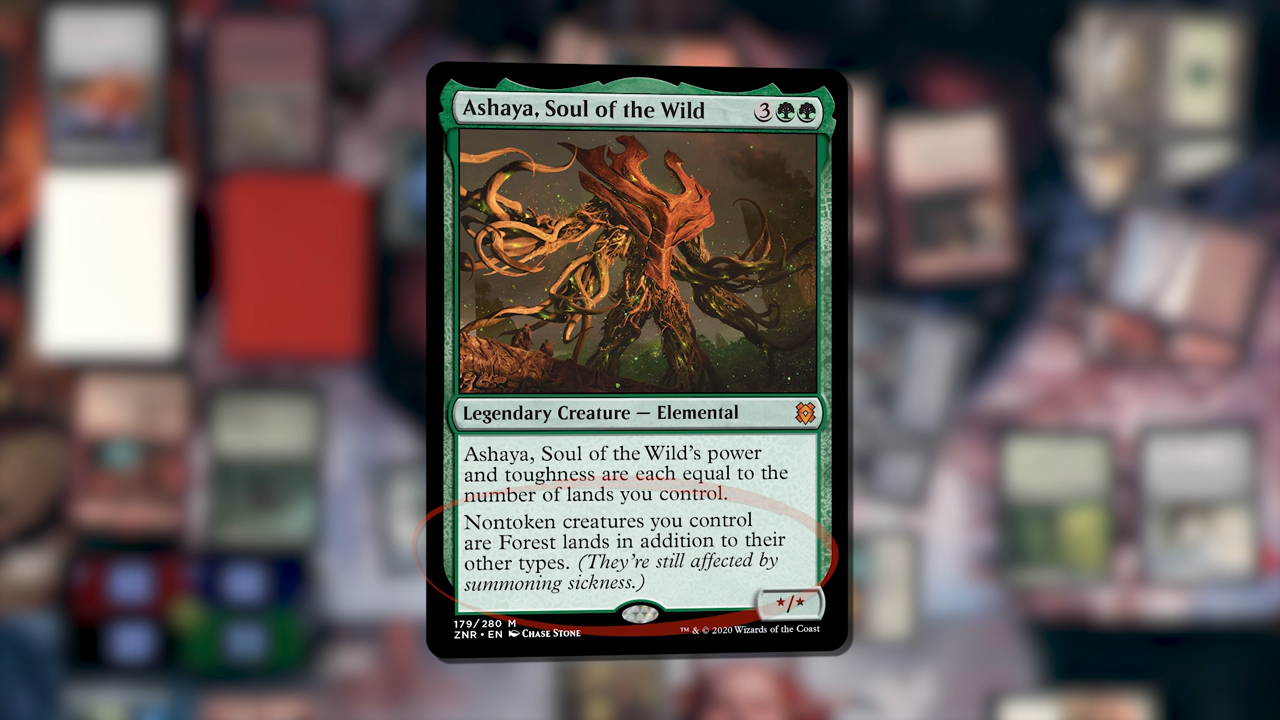 Ashaya, Soul of the Wild 3
Legendary Creature — Elemental
Ashaya, Soul of the Wild's power
and toughness are each equal to the
number of lands you control.
Nontoken creatures you control
are Forest lands in addition to their
other types. (They're still affected by
summoning sickness.)
★/★
179/280 M
ZNR • EN Chase Stone
™ & © 2020 Wizards of the Coast